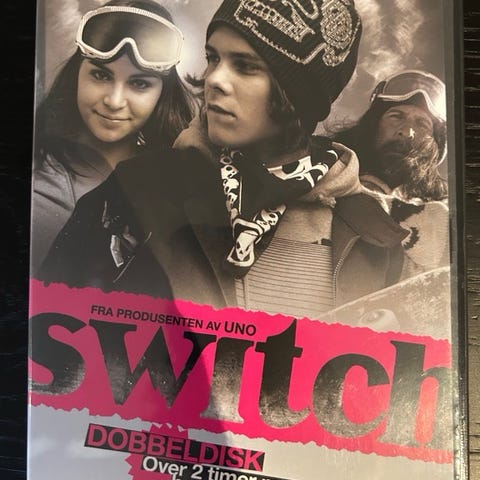 FRA PRODUSENTEN AV UNO
switch
DOBBELDISK
Over 2 timer